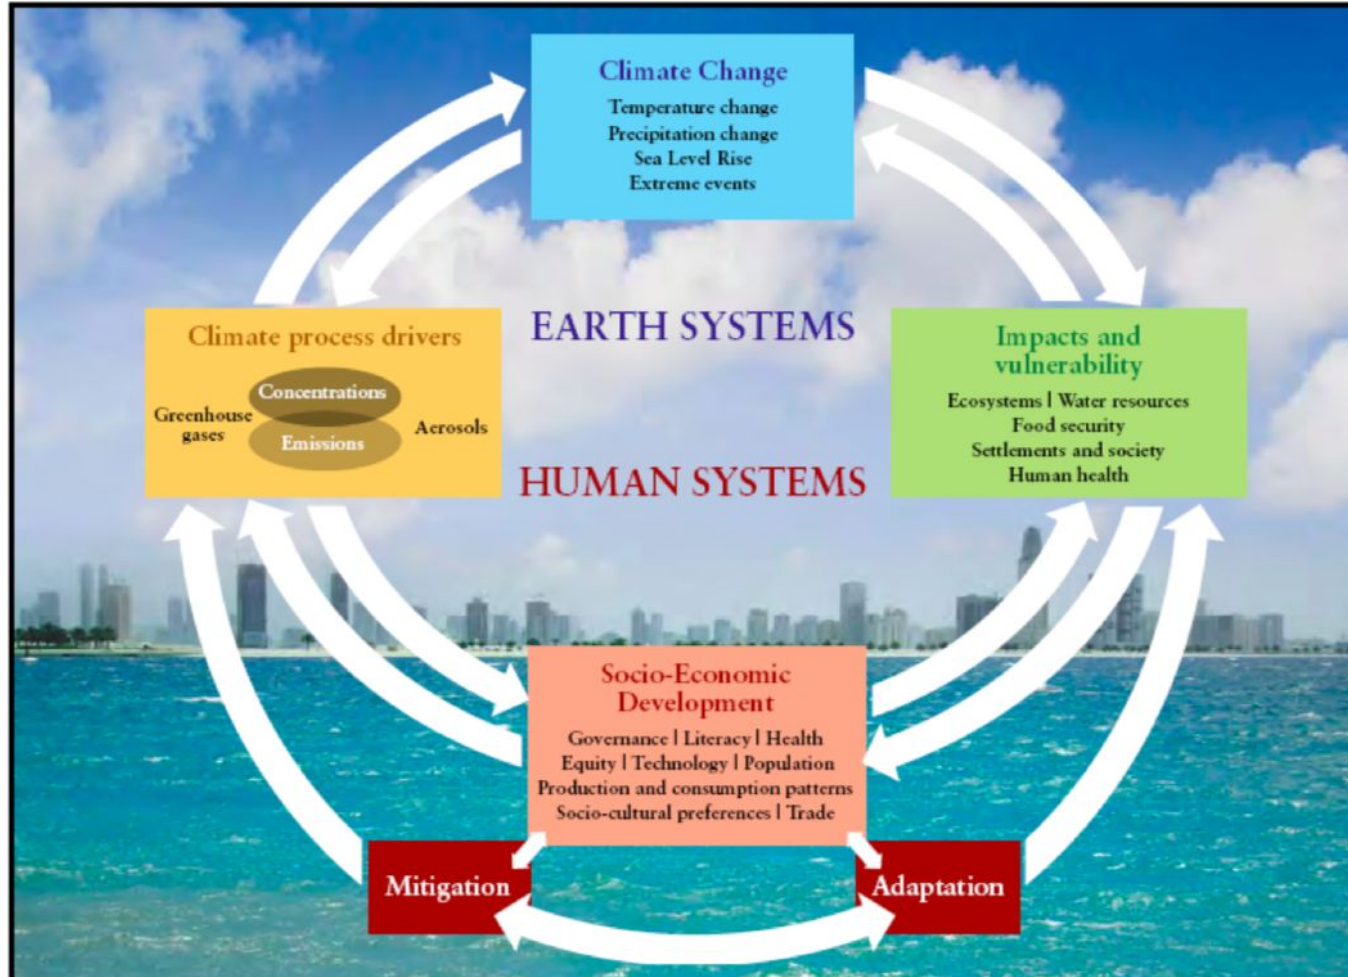 Climate Change
Temperature change
Precipitation change
Sea Level Rise
Extreme events
EARTH SYSTEMS
Climate process drivers
Concentrations
Greenhouse
gases
Emissions
Aerosols
Impacts and
vulnerability
Ecosystems | Water resources
Food security
Settlements and society
Human health
HUMAN SYSTEMS
Socio-Economic
Development
Governance | Literacy | Health
Equity | Technology | Population
Production and consumption patterns
Socio-cultural preferences | Trade
Mitigation
Adaptation